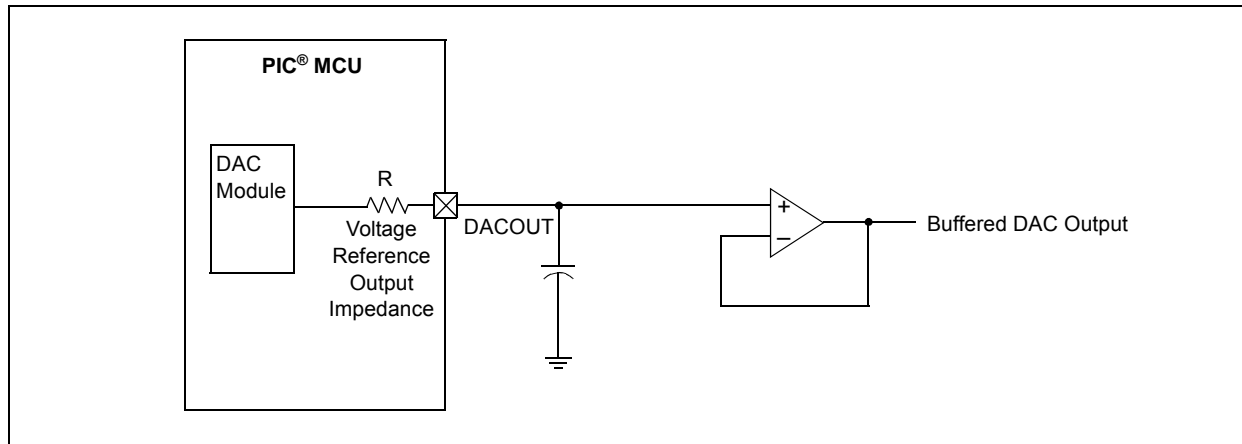 PIC® MCU
DAC
Module
R
Voltage
Reference
Output
Impedance
DACOUT
+
–
Buffered DAC Output